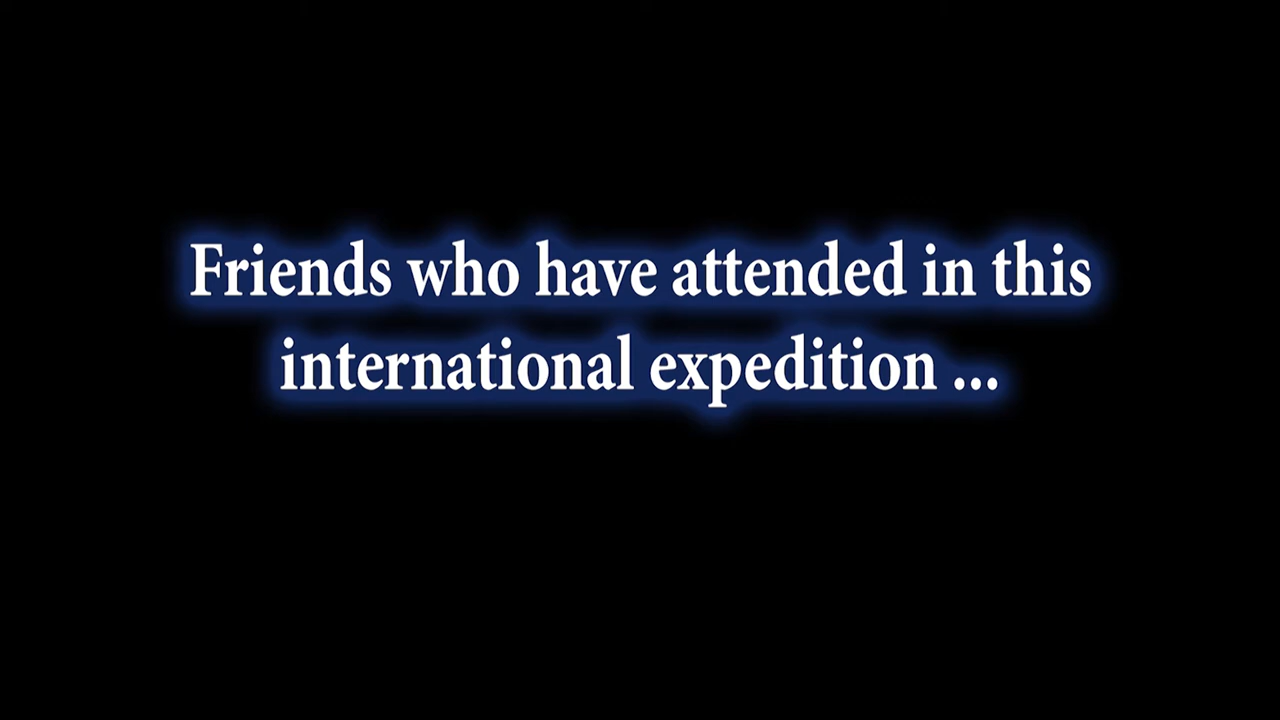 Friends who have attended in this
international expedition ...